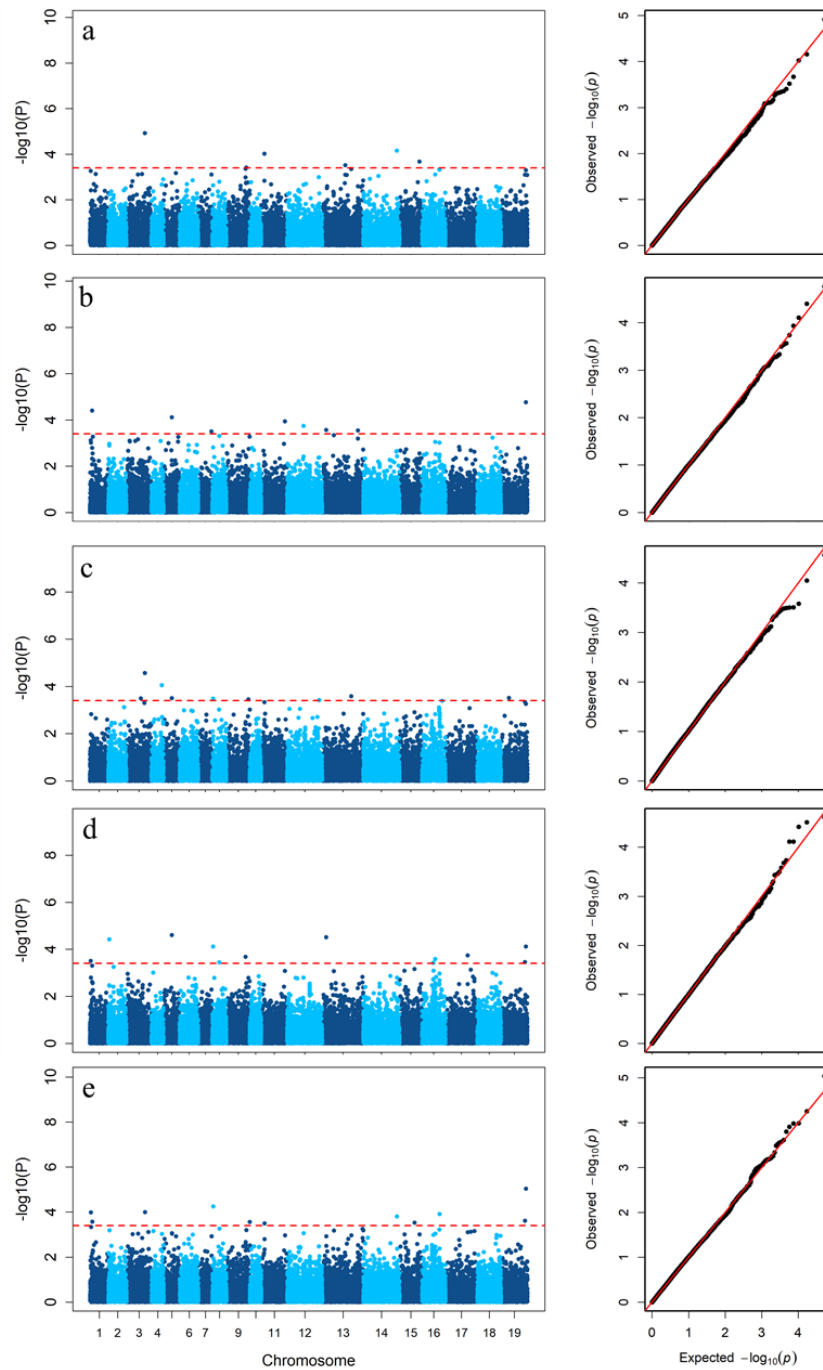 a
-log10(P)
0 2 4 6 8 10
Observed −log10(p)
0 1 2 3 4 5
b
-log10(P)
0 2 4 6 8 10
Observed −log10(p)
0 1 2 3 4
c
-log10(P)
0 2 4 6 8
Observed −log10(p)
0 1 2 3 4
d
-log10(P)
0 2 4 6 8
Observed −log10(p)
0 1 2 3 4
e
-log10(P)
0 2 4 6 8 10
Observed −log10(p)
0 1 2 3 4 5
1 2 3 4 6 7 9 11 12 13 14 15 16 17 18 19
Chromosome
0 1 2 3 4
Expected −log10(p)